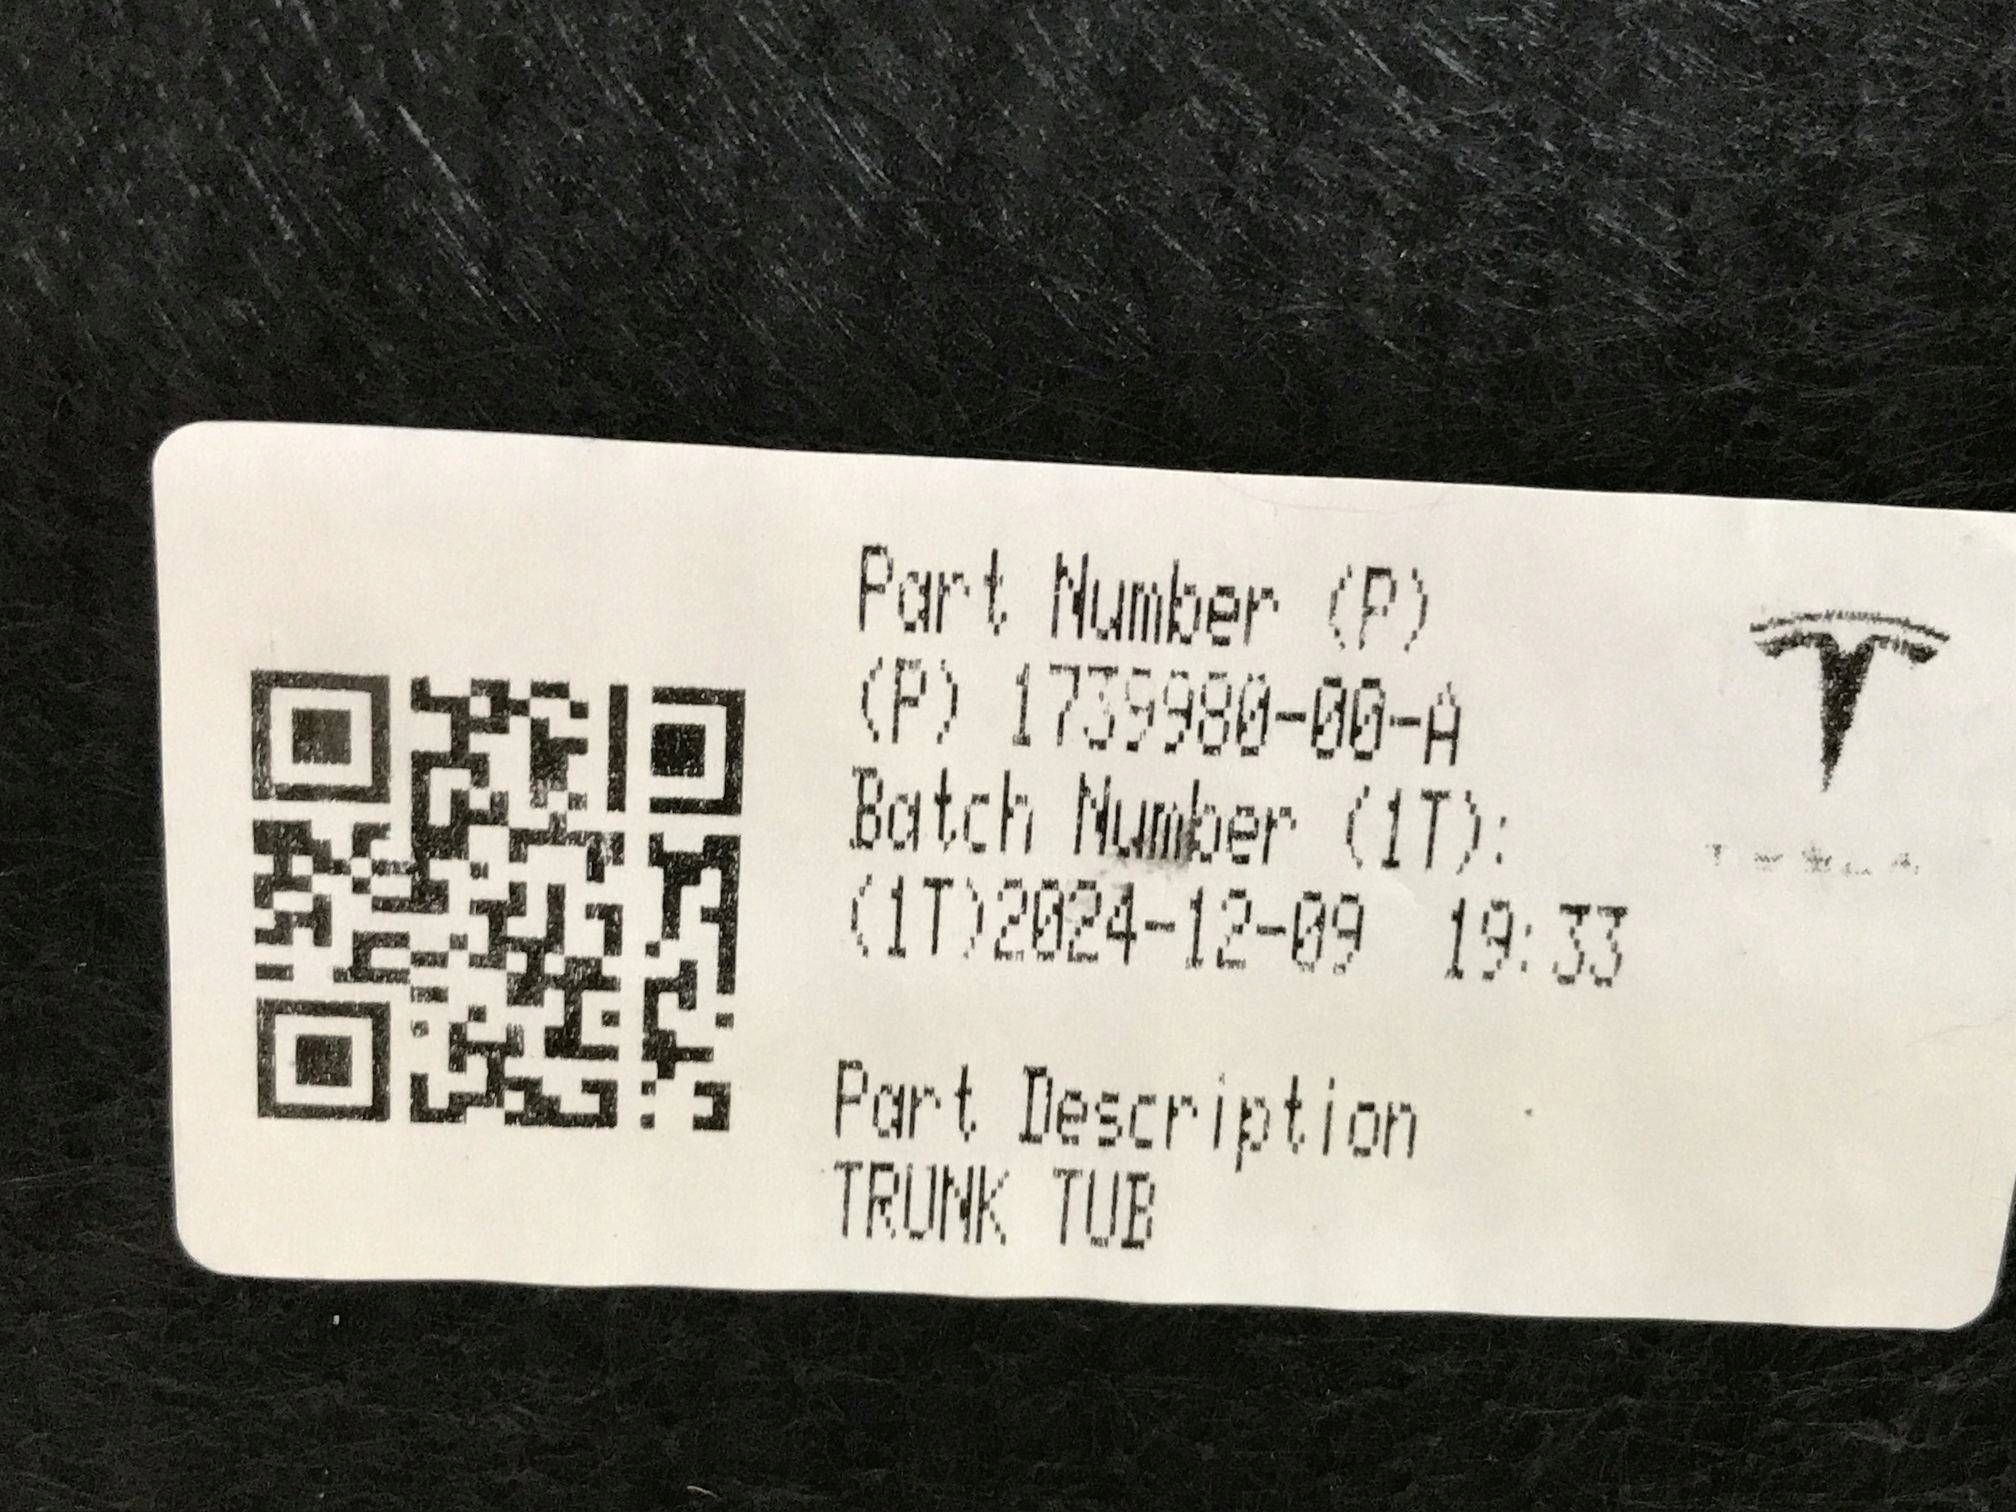 Part Number (P)
(P) 1739980-00-A
Batch Number (1T):
(1T)2024-12-09 19:33
Part Description
TRUNK TUB